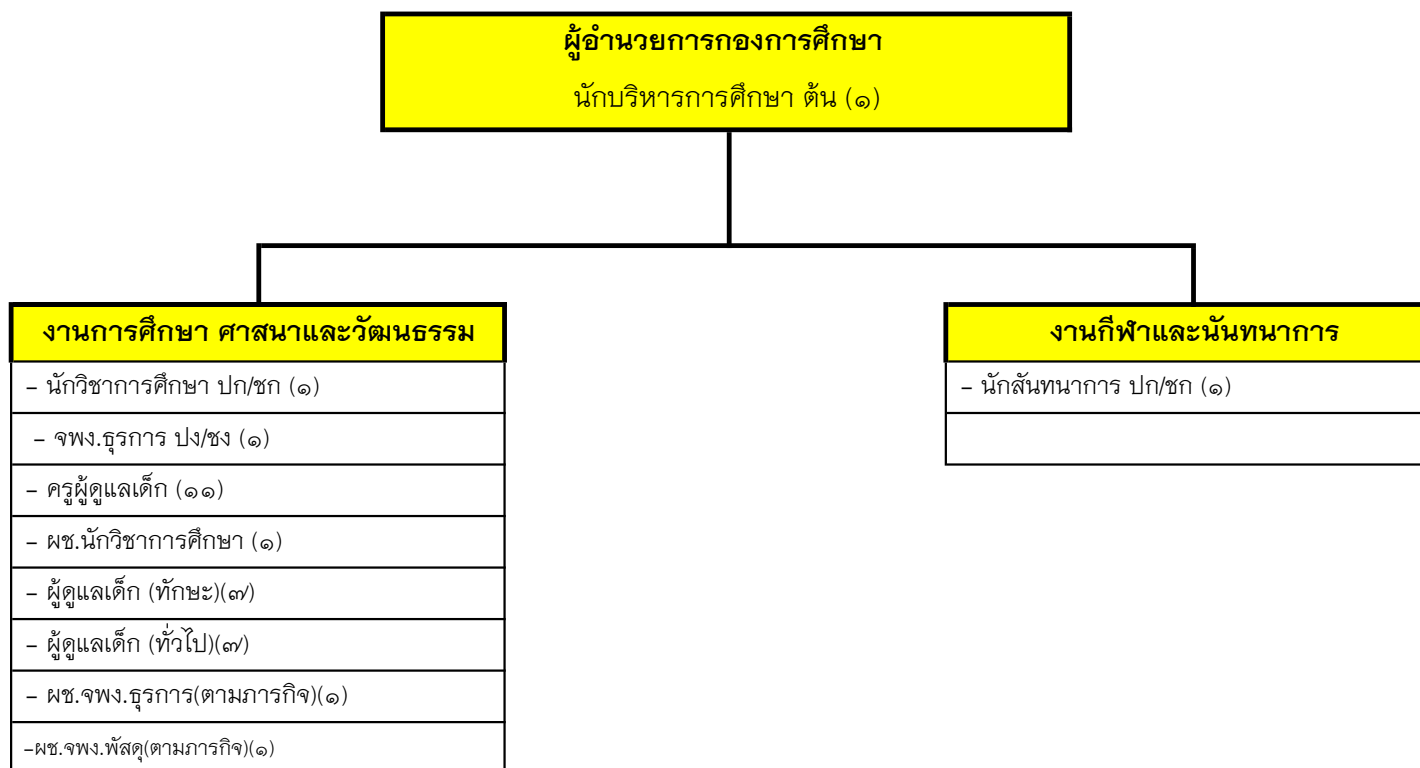 ผู้อำนวยการกองการศึกษา
นักบริหารการศึกษา ต้น (๑)
งานการศึกษา ศาสนาและวัฒนธรรม
– นักวิชาการศึกษา ปก/ชก (๑)
– จพง.ธุรการ ปง/ชง (๑)
– ครูผู้ดูแลเด็ก (๑๑)
– ผช.นักวิชาการศึกษา (๑)
– ผู้ดูแลเด็ก (ทักษะ)(๗)
– ผู้ดูแลเด็ก (ทั่วไป)(๗)
– ผช.จพง.ธุรการ(ตามภารกิจ)(๑)
–ผช.จพง.พัสดุ(ตามภารกิจ)(๑)
งานกีฬาและนันทนาการ
– นักสันทนาการ ปก/ชก (๑)